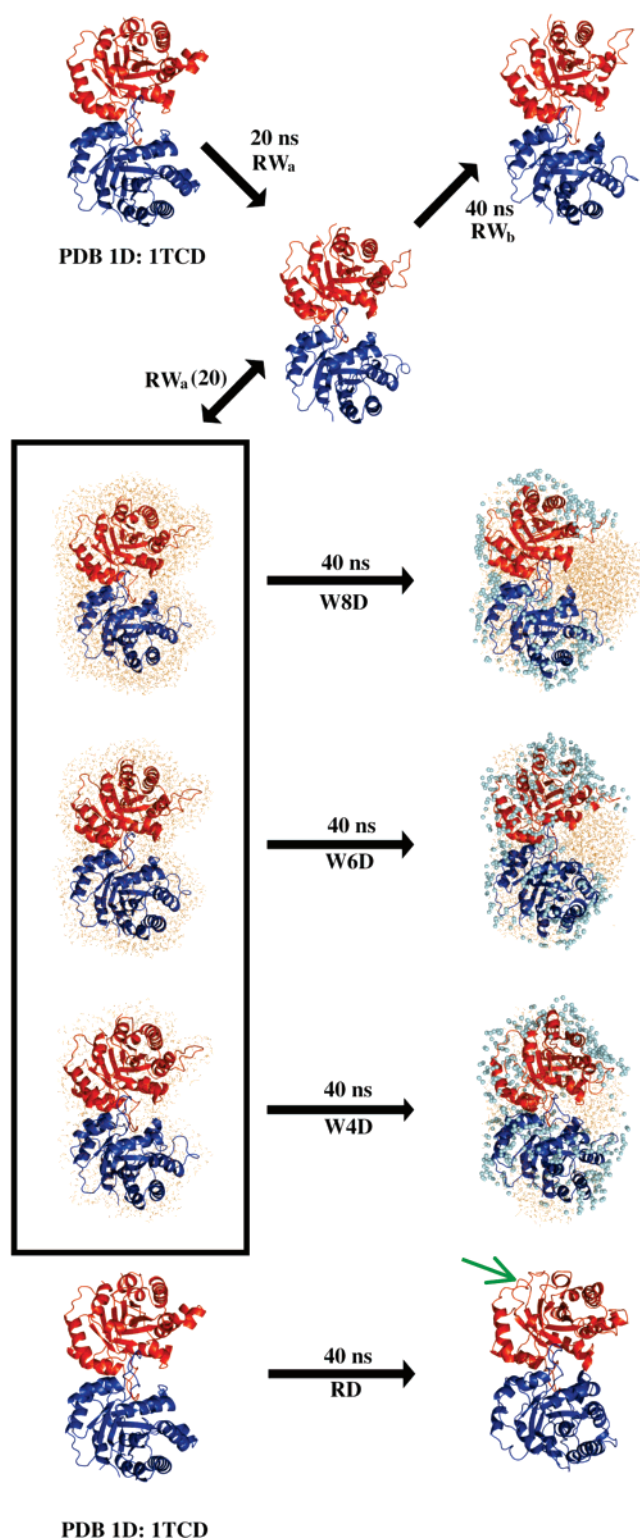 20 ns
RWa
40 ns
RWb
PDB 1D: 1TCD
RWa (20)
40 ns
W8D
40 ns
W6D
40 ns
W4D
40 ns
RD
PDB 1D: 1TCD